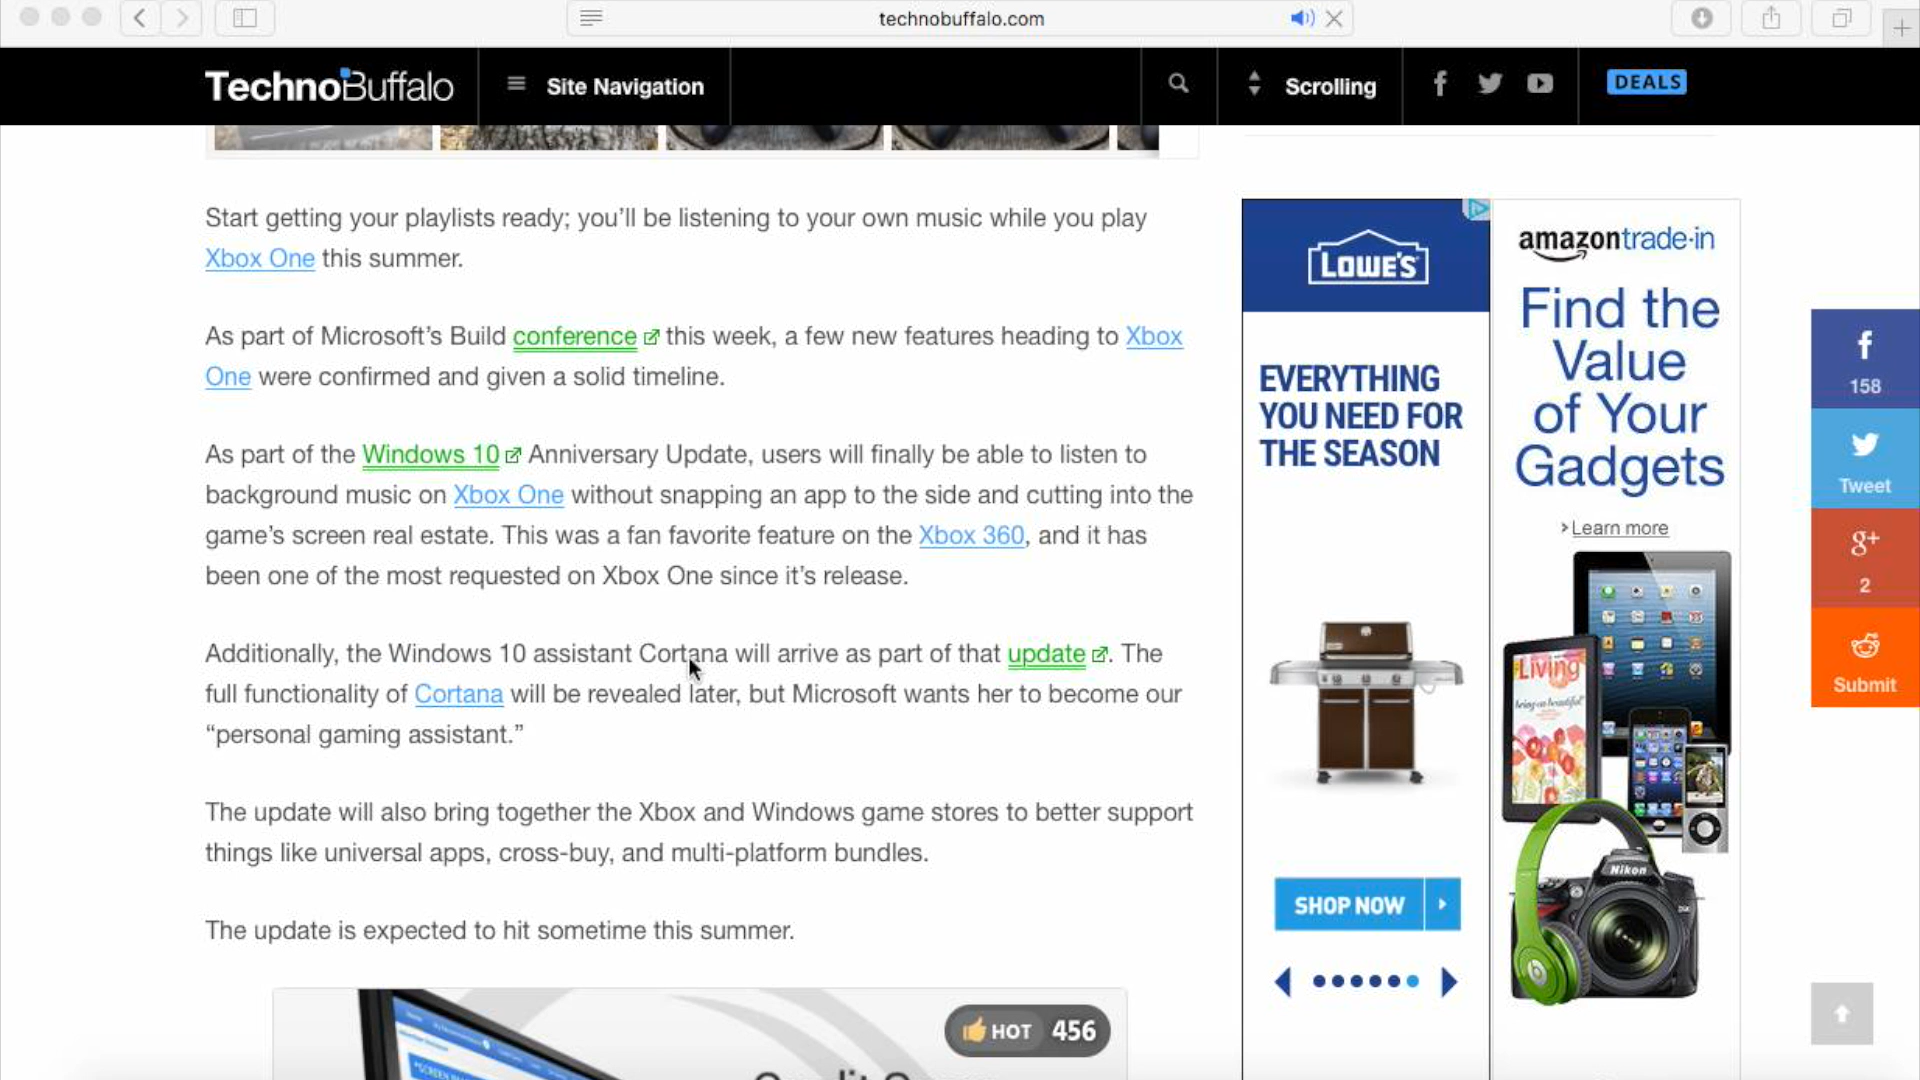 technobuffalo.com
TechnoBuffalo
Site Navigation
Scrolling
DEALS
Start getting your playlists ready; you’ll be listening to your own music while you play
Xbox One this summer.
As part of Microsoft’s Build conference this week, a few new features heading to Xbox
One were confirmed and given a solid timeline.
As part of the Windows 10 Anniversary Update, users will finally be able to listen to
background music on Xbox One without snapping an app to the side and cutting into the
game’s screen real estate. This was a fan favorite feature on the Xbox 360, and it has
been one of the most requested on Xbox One since it’s release.
Additionally, the Windows 10 assistant Cortana will arrive as part of that update. The
full functionality of Cortana will be revealed later, but Microsoft wants her to become our
“personal gaming assistant.”
The update will also bring together the Xbox and Windows game stores to better support
things like universal apps, cross-buy, and multi-platform bundles.
The update is expected to hit sometime this summer.
HOT 456
LOWE'S
EVERYTHING
YOU NEED FOR
THE SEASON
SHOP NOW
amazontrade-in
Find the
Value
of Your
Gadgets
Learn more
Living
Nikon
158
Tweet
g+
2
Submit